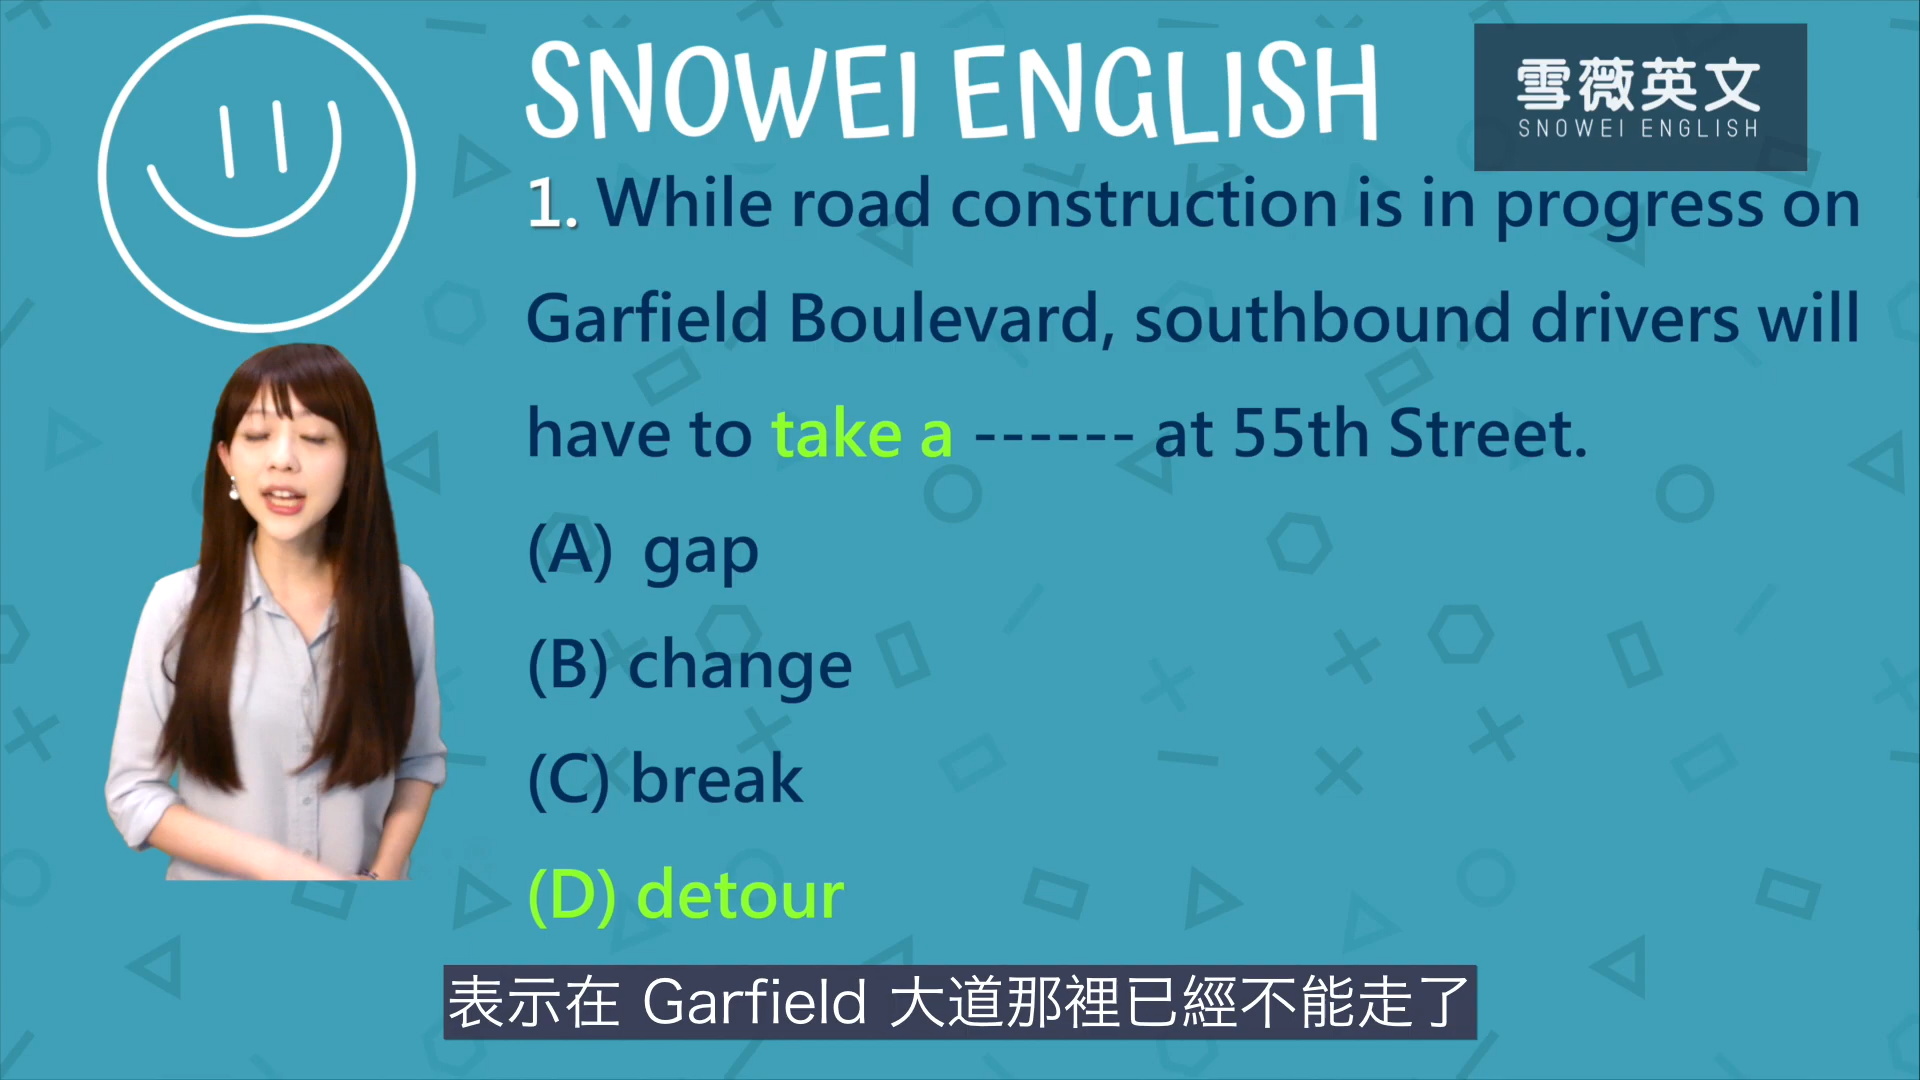 SNOWEI ENGLISH
雪薇英文
SNOWEI ENGLISH
1. While road construction is in progress on
Garfield Boulevard, southbound drivers will
have to take a ------ at 55th Street.
(A) gap
(B) change
(C) break
(D) detour
表示在 Garfield 大道那裡已經不能走了